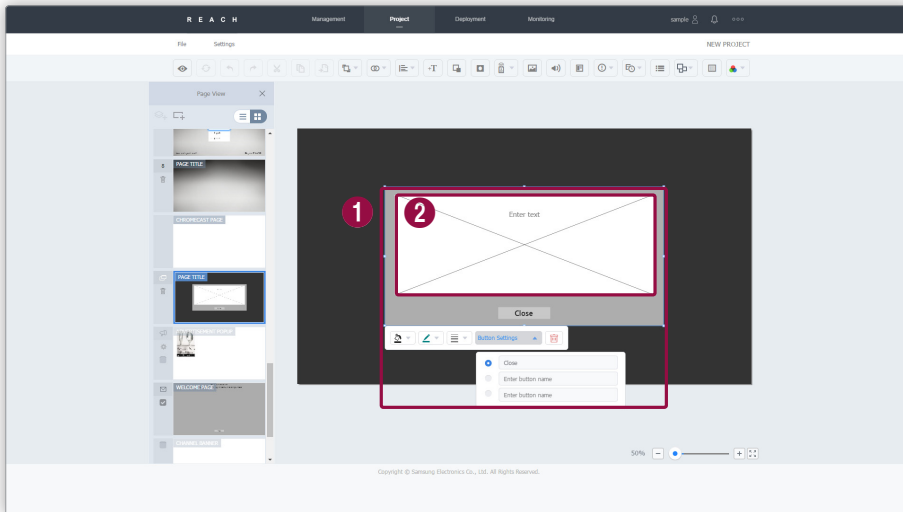 REACH
Management
Project
Deployment
Monitoring
sample
File
Settings
NEW PROJECT
Page View
PAGE TITLE
CHROMECAST PAGE
PAGE TITLE
WELCOME PAGE
CHANNEL BANNER
1
2
Enter text
Close
Button Settings
Close
Enter button name
Enter button name
50%
Copyright © Samsung Electronics Co., Ltd. All Rights Reserved.